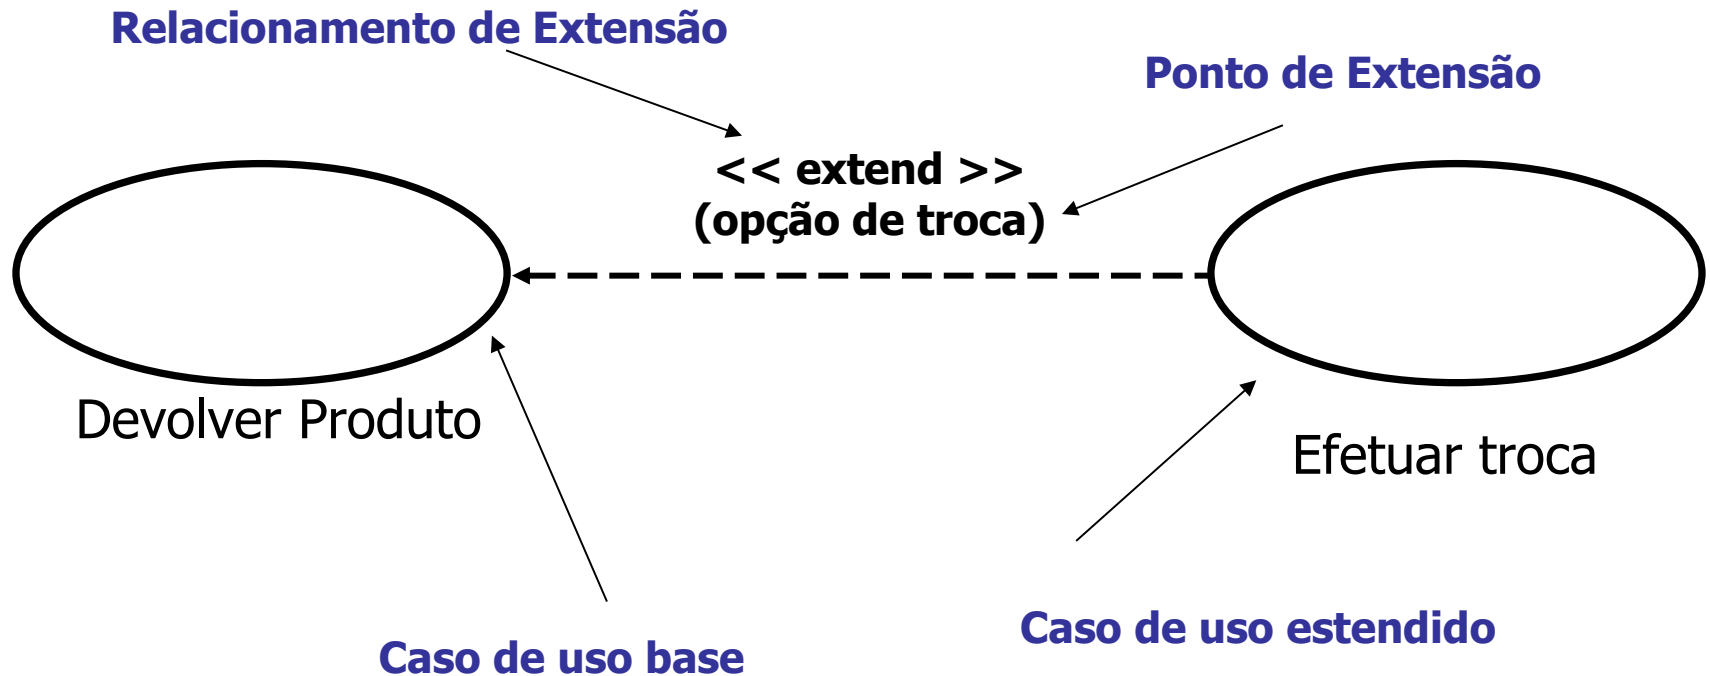 Relacionamento de Extensão
Ponto de Extensão
<< extend >>
(opção de troca)
Devolver Produto
Efetuar troca
Caso de uso estendido
Caso de uso base